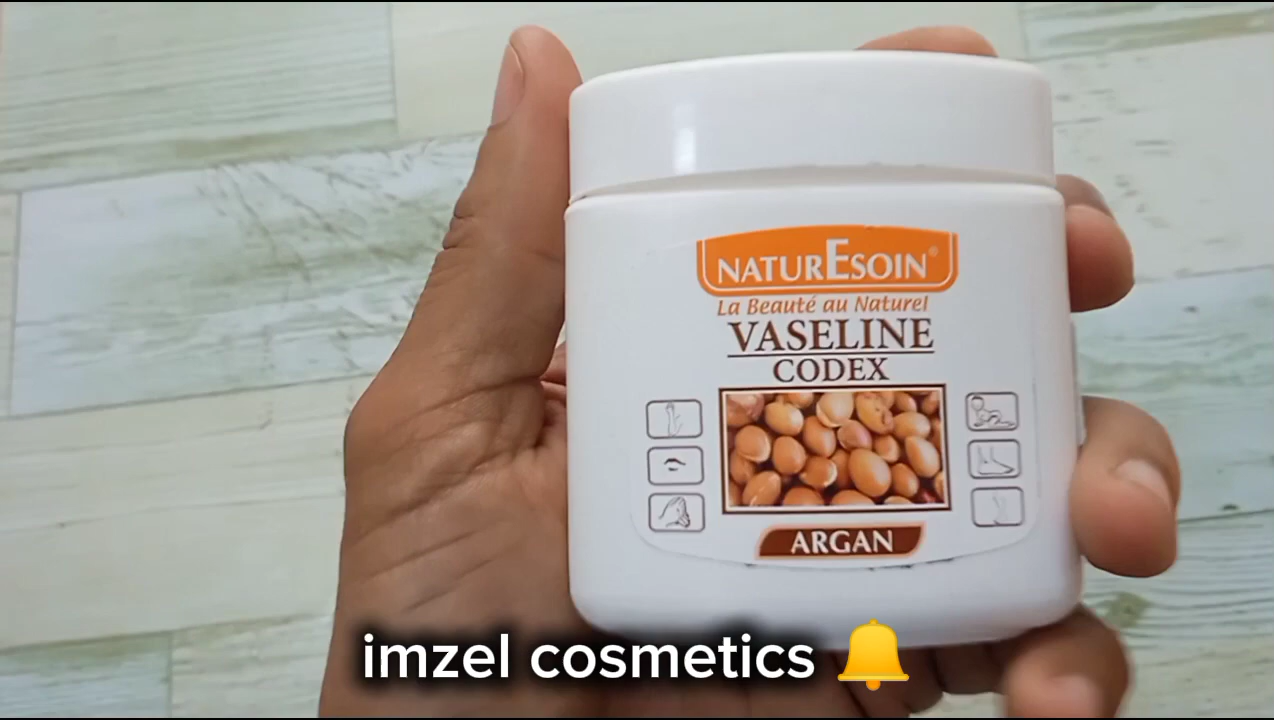 NATURESOIN®
La Beauté au Naturel
VASELINE
CODEX
ARGAN
imzel cosmetics 🔔